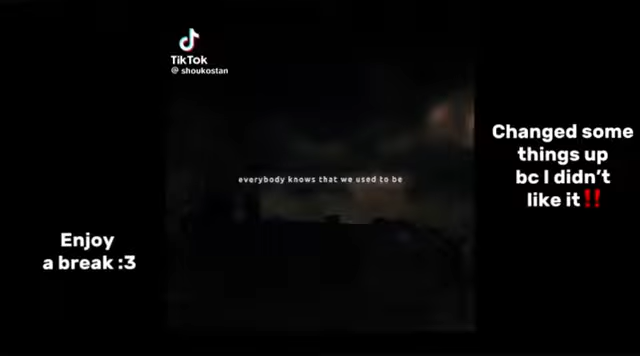 TikTok
@ shoukostan
everybody knows that we used to be
Changed some
things up
bc I didn't
like it‼️
Enjoy
a break :3